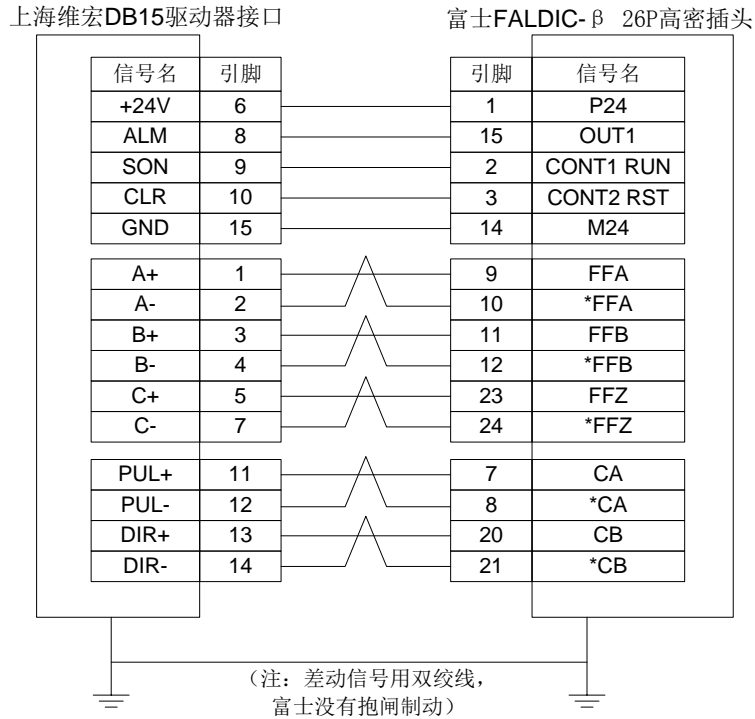 上海维宏DB15驱动器接口 富士FALDIC-β 26P高密插头
信号名 引脚 引脚 信号名
+24V 6 1 P24
ALM 8 15 OUT1
SON 9 2 CONT1 RUN
CLR 10 3 CONT2 RST
GND 15 14 M24
A+ 1 9 FFA
A- 2 10 *FFA
B+ 3 11 FFB
B- 4 12 *FFB
C+ 5 23 FFZ
C- 7 24 *FFZ
PUL+ 11 7 CA
PUL- 12 8 *CA
DIR+ 13 20 CB
DIR- 14 21 *CB
（注：差动信号用双绞线，
富士没有抱闸制动）